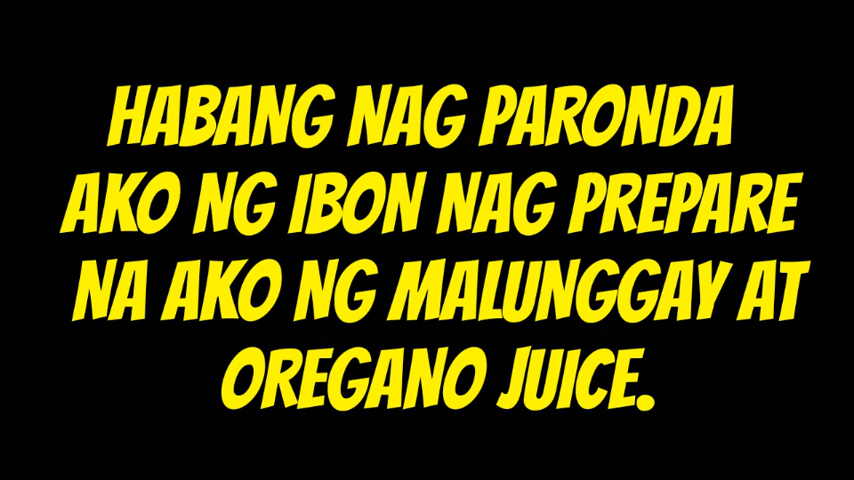 HABANG NAG PARONDA
AKO NG IBON NAG PREPARE
NA AKO NG MALUNGGAY AT
OREGANO JUICE.